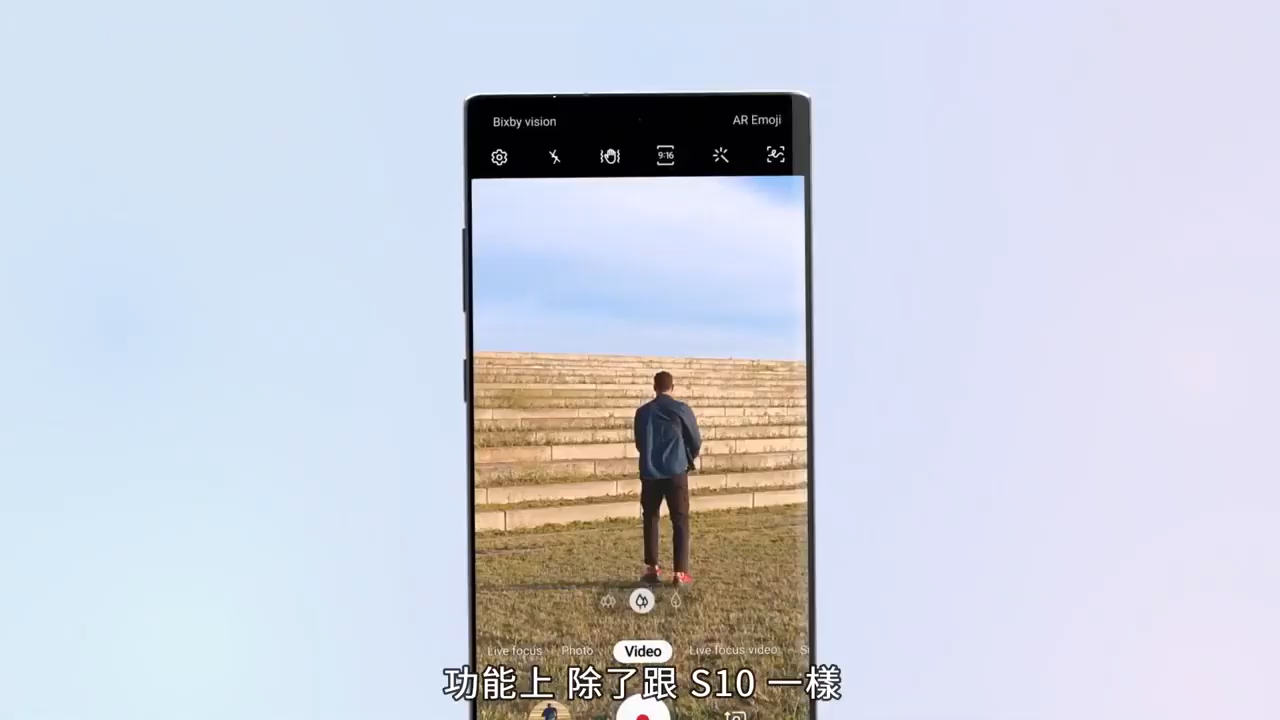 Bixby vision AR Emoji
9:16
Live focus Photo Video Live focus video
功能上 除了跟 S10 一樣